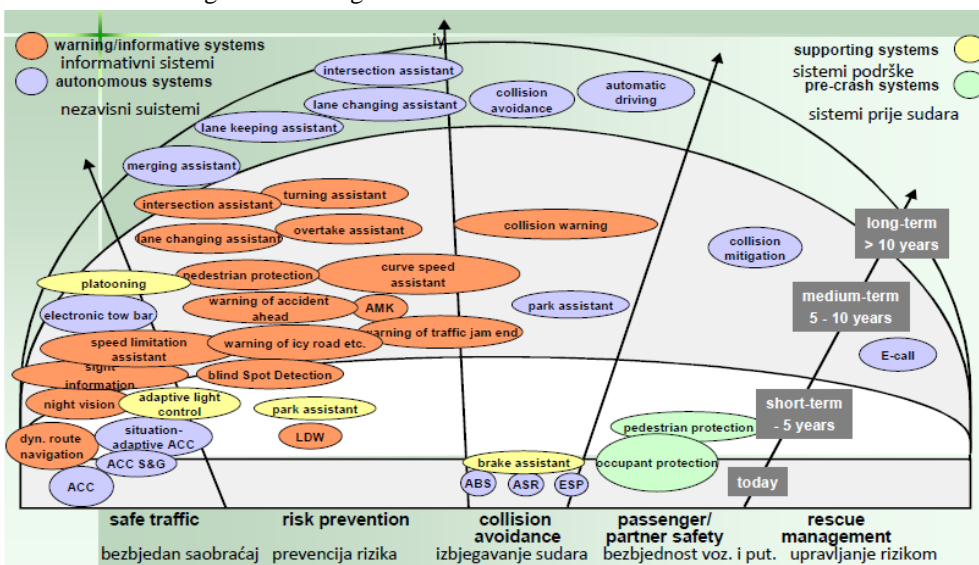 warning/informative systems
informativni sistemi
autonomous systems
nezavisni suistemi
iy
supporting systems
sistemi podrške
pre-crash systems
sistemi prije sudara
intersection assistant
lane changing assistant
collision
avoidance
automatic
driving
lane keeping assistant
merging assistant
intersection assistant
turning assistant
lane changing assistant
overtake assistant
collision warning
collision
mitigation
long-term
> 10 years
platooning
pedestrian protection
curve speed
assistant
electronic tow bar
warning of accident
ahead
AMK
park assistant
medium-term
5 - 10 years
speed limitation
assistant
warning of icy road etc.
warning of traffic jam end
E-call
sight
information
blind Spot Detection
night vision
adaptive light
control
park assistant
short-term
- 5 years
dyn. route
navigation
situation-
adaptive ACC
LDW
pedestrian protection
ACC S&G
brake assistant
occupant protection
ACC
ABS
ASR
ESP
today
safe traffic
risk prevention
collision
avoidance
passenger/
partner safety
rescue
management
bezbjedan saobraćaj
prevencija rizika
izbjegavanje sudara
bezbjednost voz. i put.
upravljanje rizikom